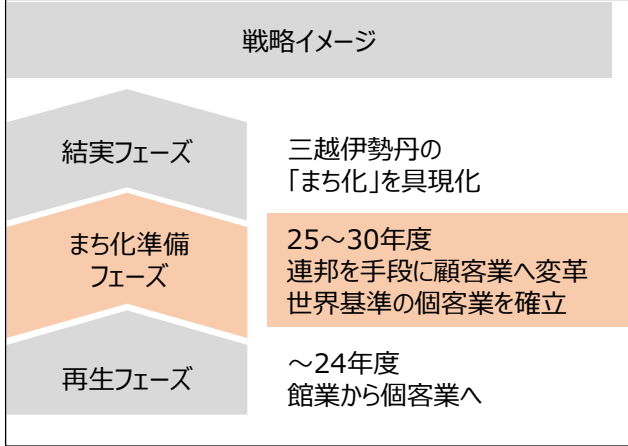 戦略イメージ
結実フェーズ
三越伊勢丹の
「まち化」を具現化
まち化準備
フェーズ
25～30年度
連邦を手段に顧客業へ変革
世界基準の個客業を確立
再生フェーズ
～24年度
館業から個客業へ